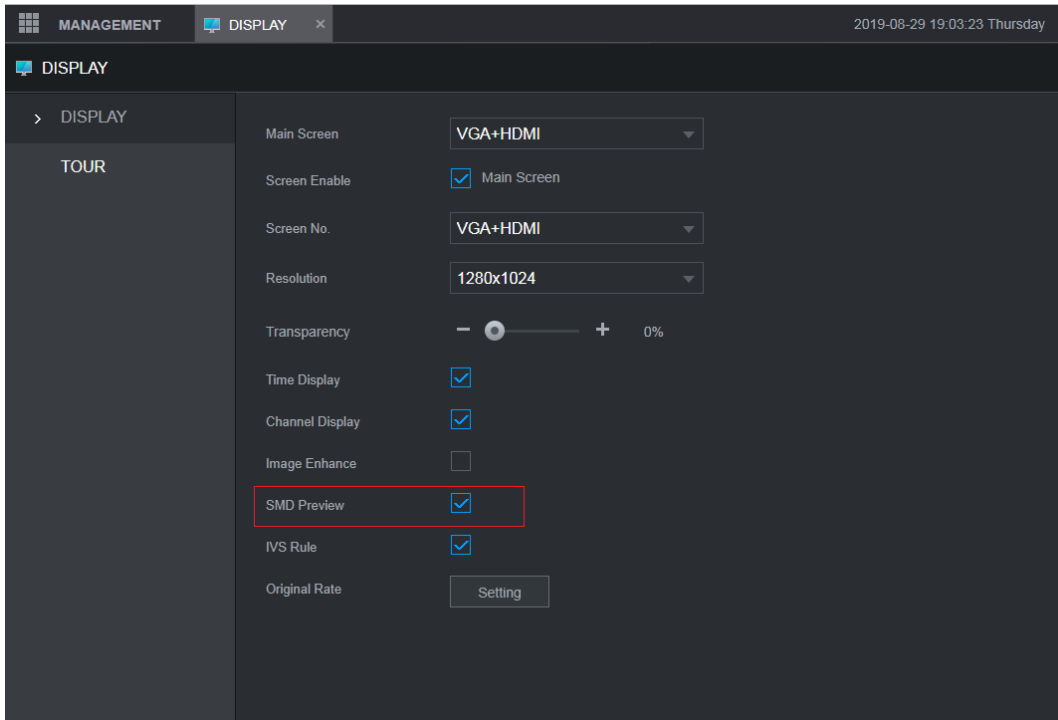 MANAGEMENT DISPLAY × 2019-08-29 19:03:23 Thursday
DISPLAY
DISPLAY
TOUR
Main Screen VGA+HDMI
Screen Enable Main Screen
Screen No. VGA+HDMI
Resolution 1280x1024
Transparency − + 0%
Time Display
Channel Display
Image Enhance
SMD Preview
IVS Rule
Original Rate Setting